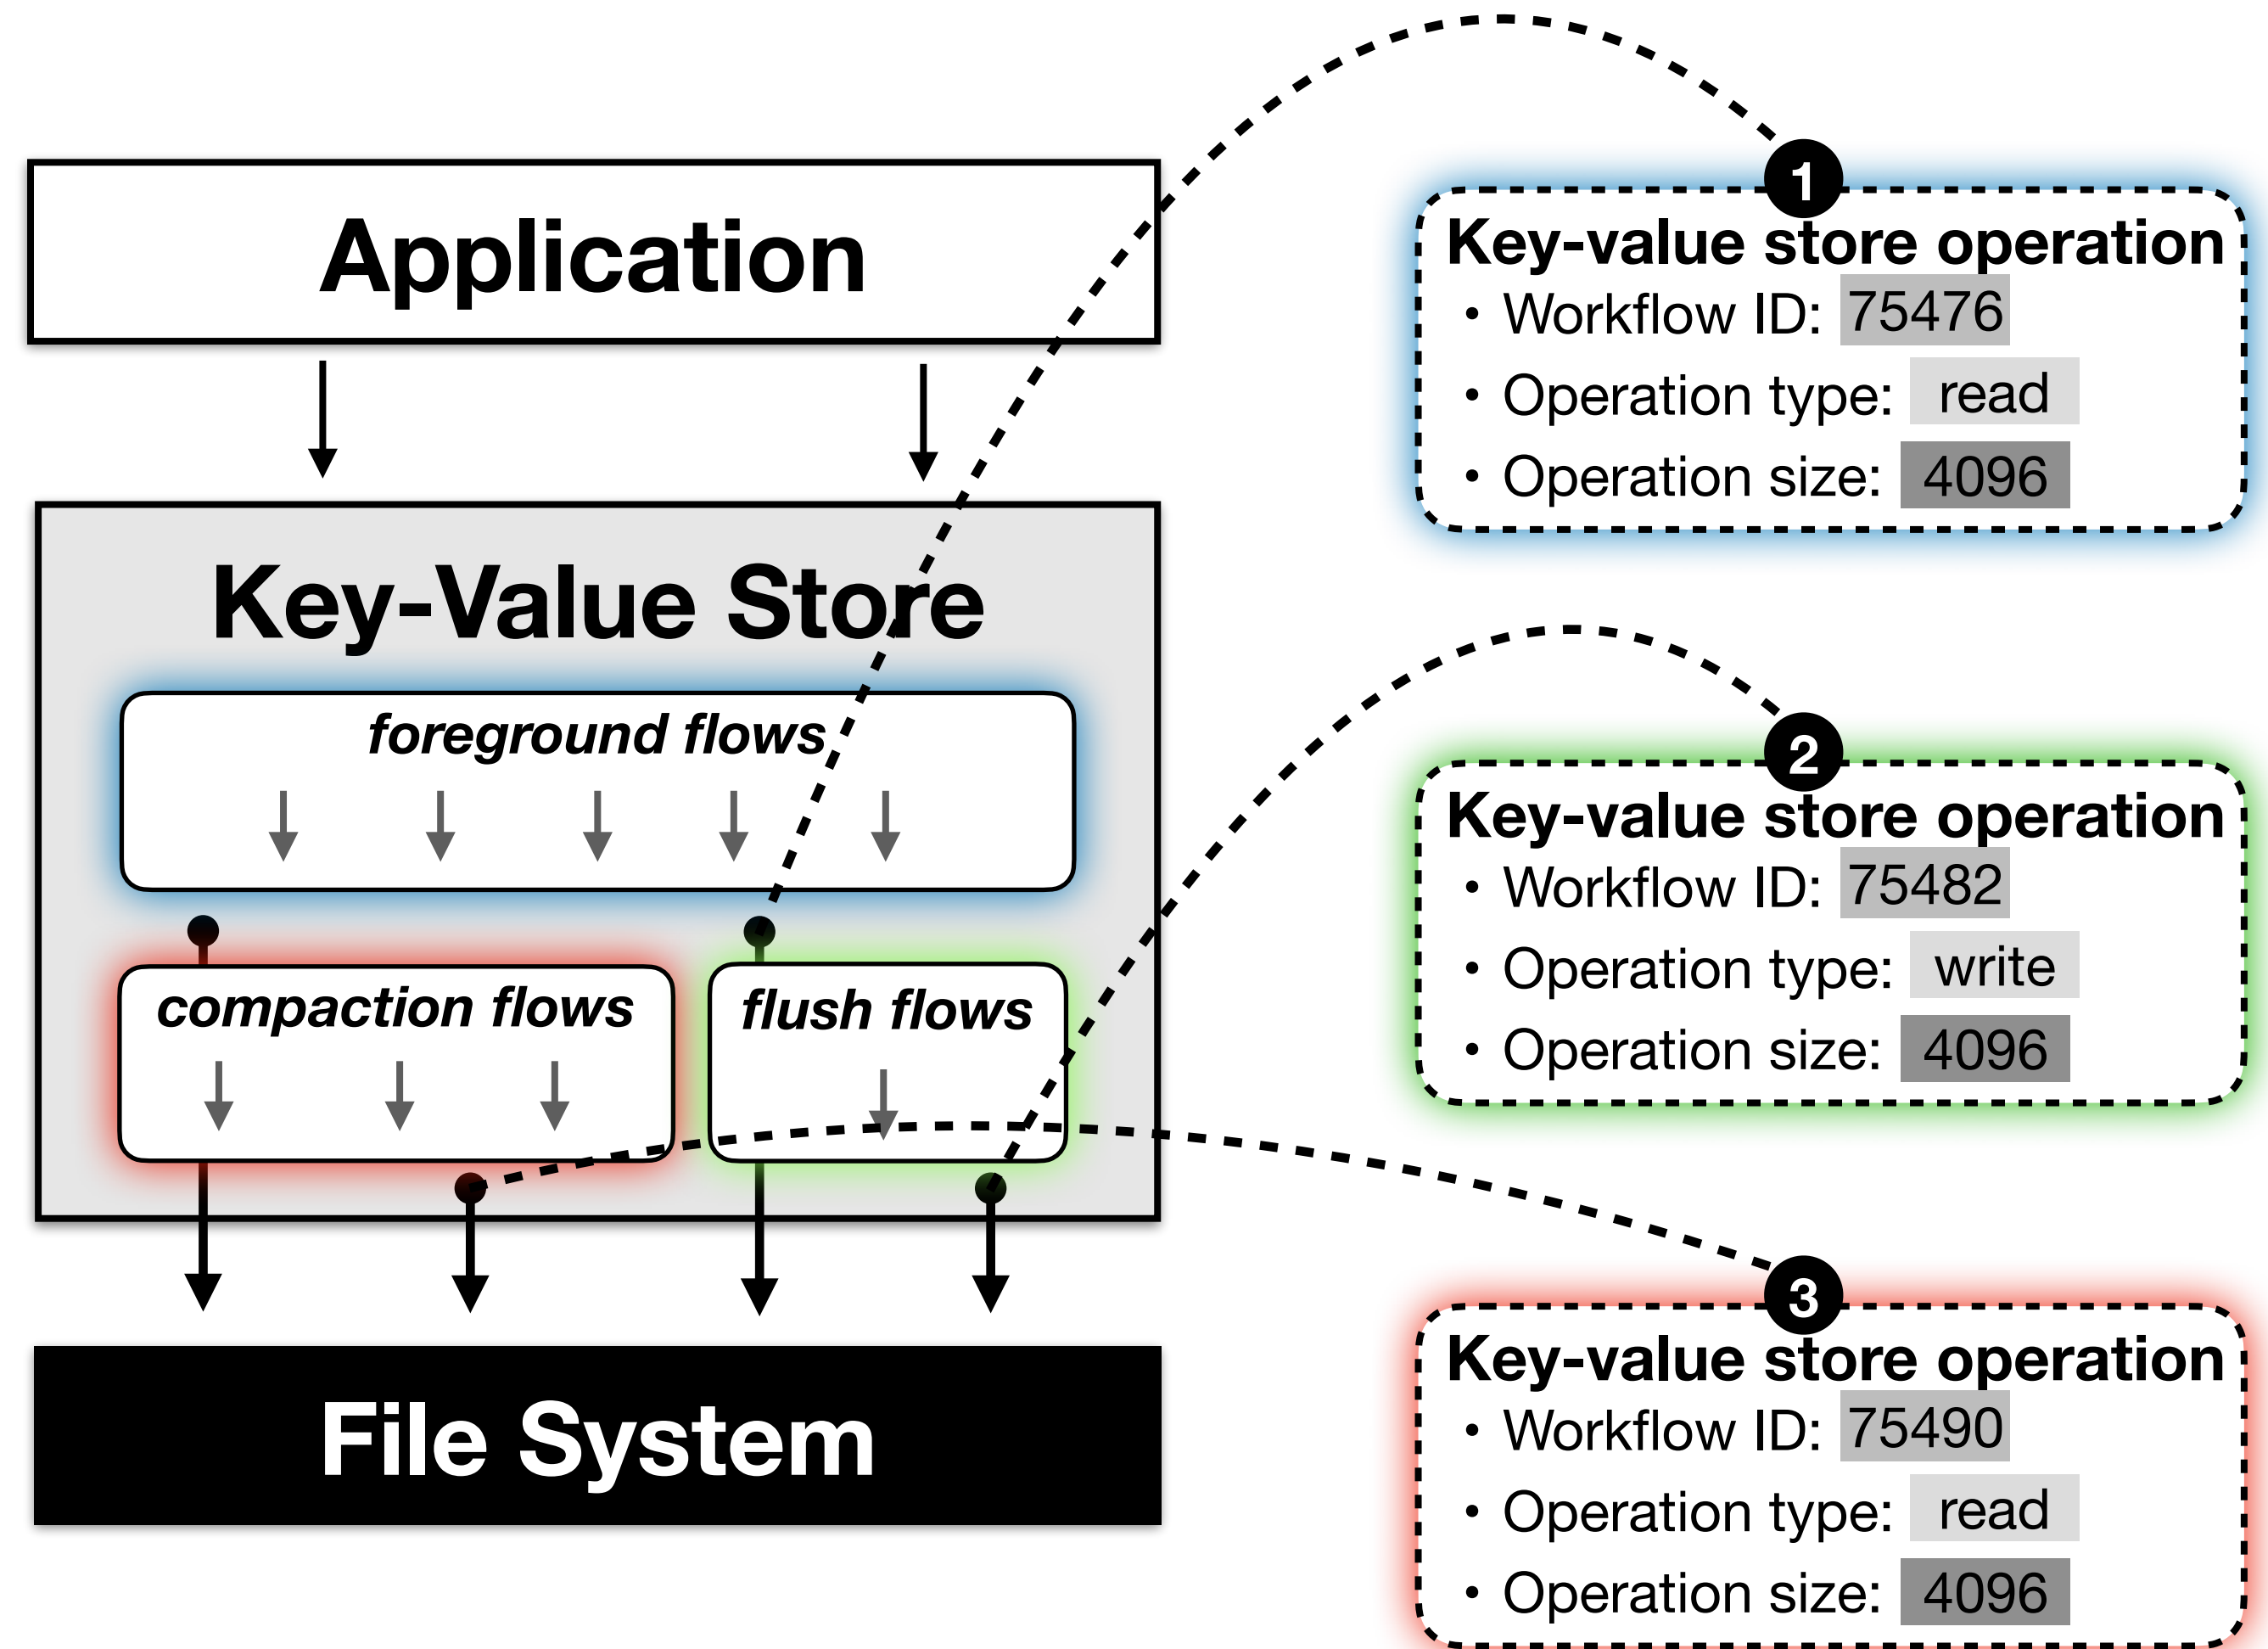 Application
Key-Value Store
foreground flows
compaction flows
flush flows
File System
1
Key-value store operation
• Workflow ID: 75476
• Operation type: read
• Operation size: 4096
2
Key-value store operation
• Workflow ID: 75482
• Operation type: write
• Operation size: 4096
3
Key-value store operation
• Workflow ID: 75490
• Operation type: read
• Operation size: 4096